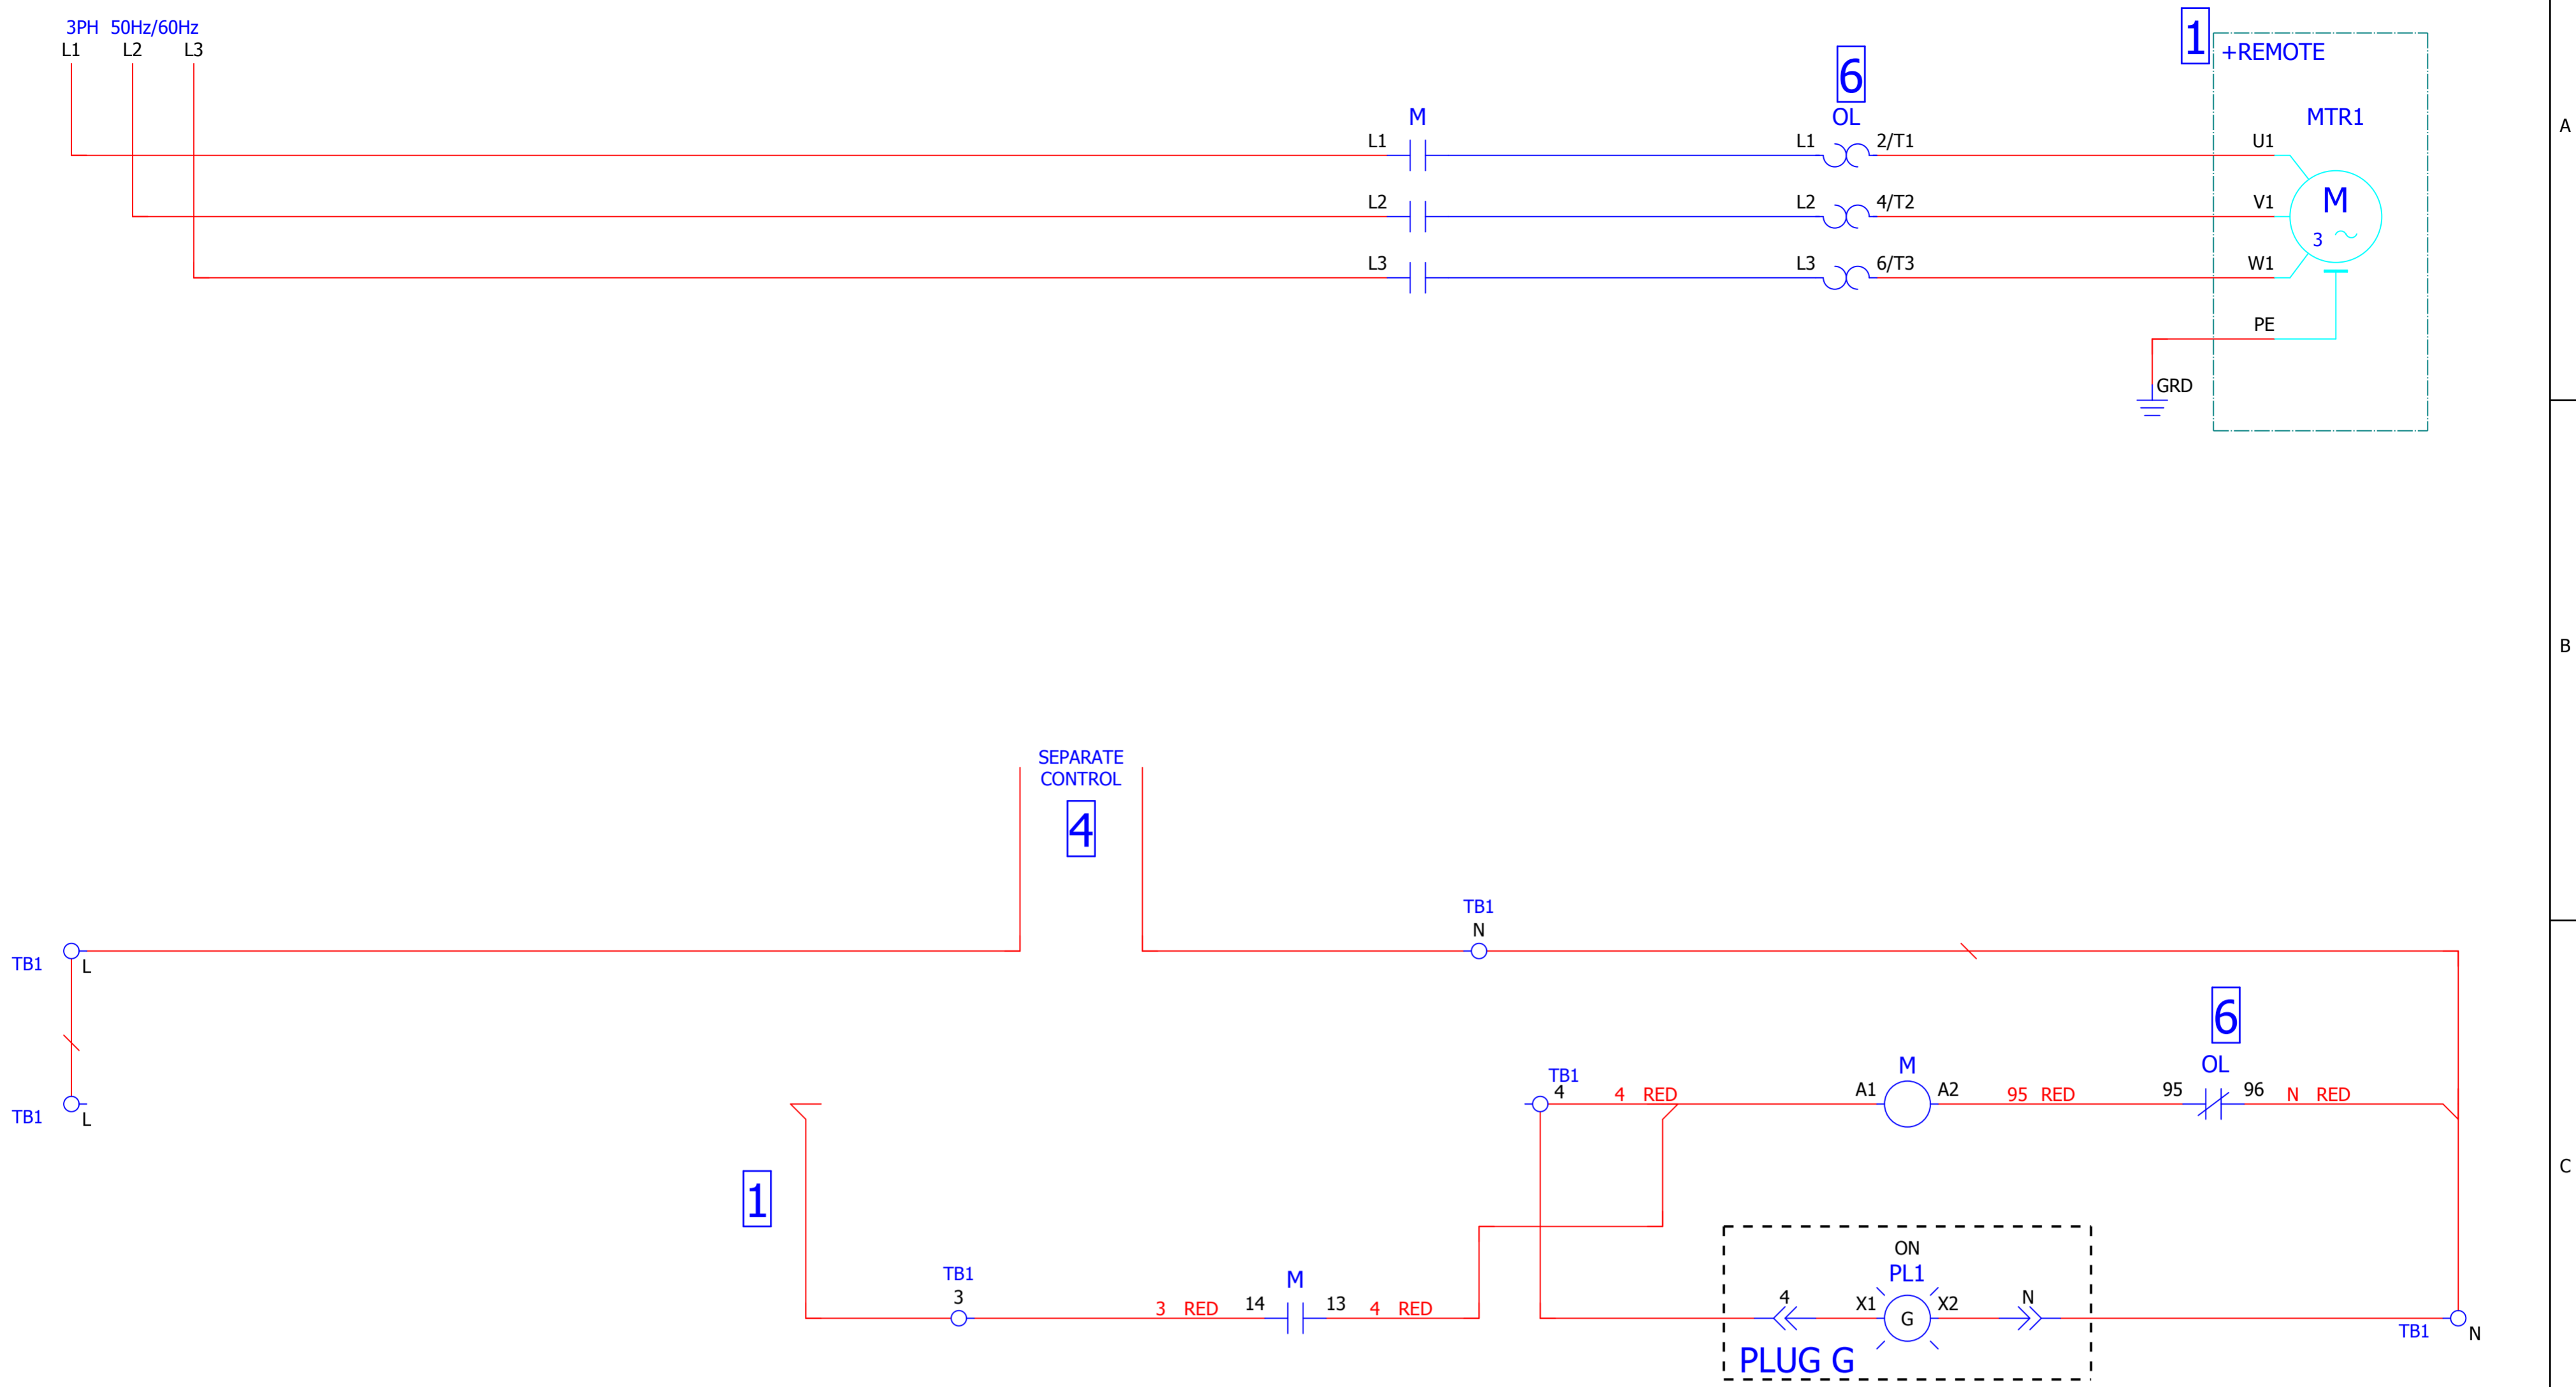 3PH 50Hz/60Hz
L1 L2 L3
1
+REMOTE
6
M
OL
MTR1
A
L1
L1
2/T1
U1
L2
L2
4/T2
V1
M
3
L3
L3
6/T3
W1
PE
GRD
B
SEPARATE
CONTROL
4
TB1
N
TB1
L
6
OL
M
TB1
4
4 RED
A1
A2
95 RED
95
96
N RED
TB1
L
C
1
ON
PL1
TB1
3
M
3 RED
14
13
4 RED
4
X1
G
X2
N
TB1
N
PLUG G